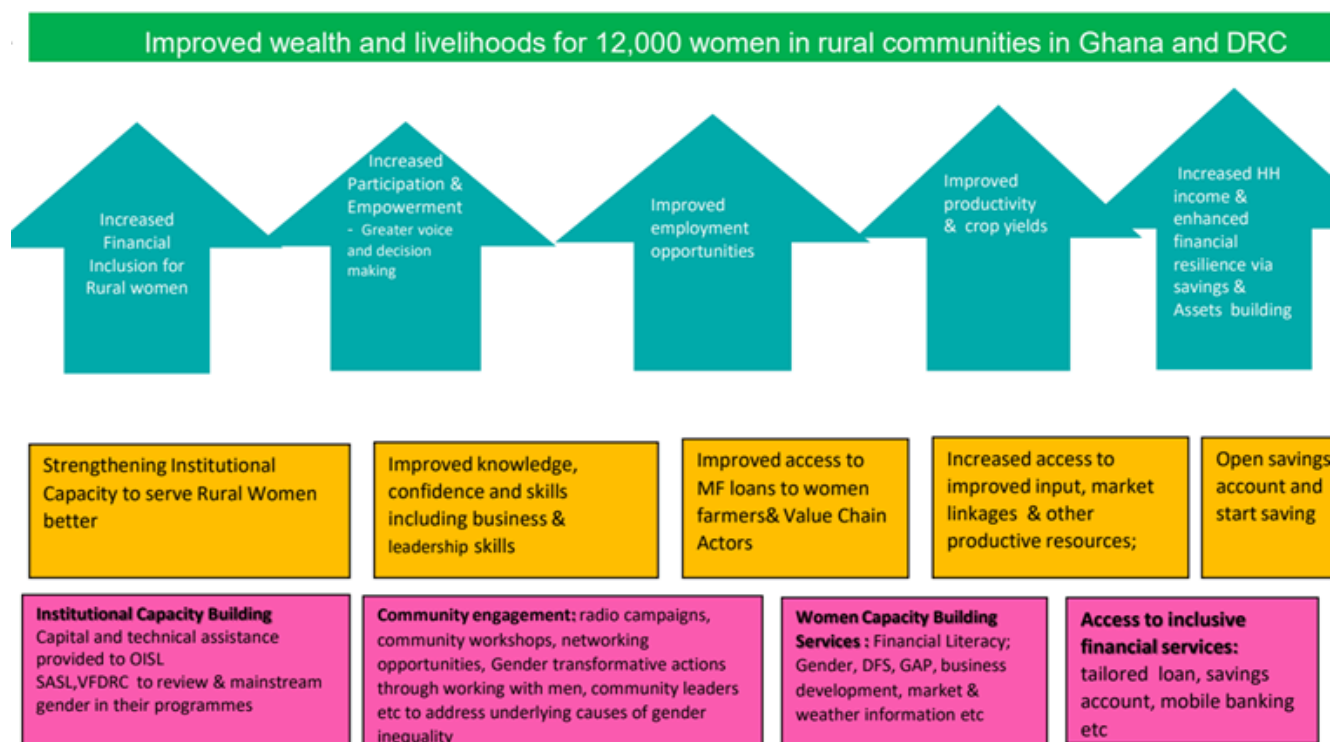 Improved wealth and livelihoods for 12,000 women in rural communities in Ghana and DRC
Increased
Financial
Inclusion for
Rural women
Increased
Participation &
Empowerment
- Greater voice
and decision
making
Improved
employment
opportunities
Improved
productivity
& crop yields
Increased HH
income &
enhanced
financial
resilience via
savings &
Assets building
Strengthening Institutional
Capacity to serve Rural Women
better
Improved knowledge,
confidence and skills
including business &
leadership skills
Improved access to
MF loans to women
farmers& Value Chain
Actors
Increased access to
improved input, market
linkages & other
productive resources;
Open savings
account and
start saving
Institutional Capacity Building
Capital and technical assistance
provided to OISL
SASL,VFDRC to review & mainstream
gender in their programmes
Community engagement: radio campaigns,
community workshops, networking
opportunities, Gender transformative actions
through working with men, community leaders
etc to address underlying causes of gender
inequality
Women Capacity Building
Services : Financial Literacy;
Gender, DFS, GAP, business
development, market &
weather information etc
Access to inclusive
financial services:
tailored loan, savings
account, mobile banking
etc